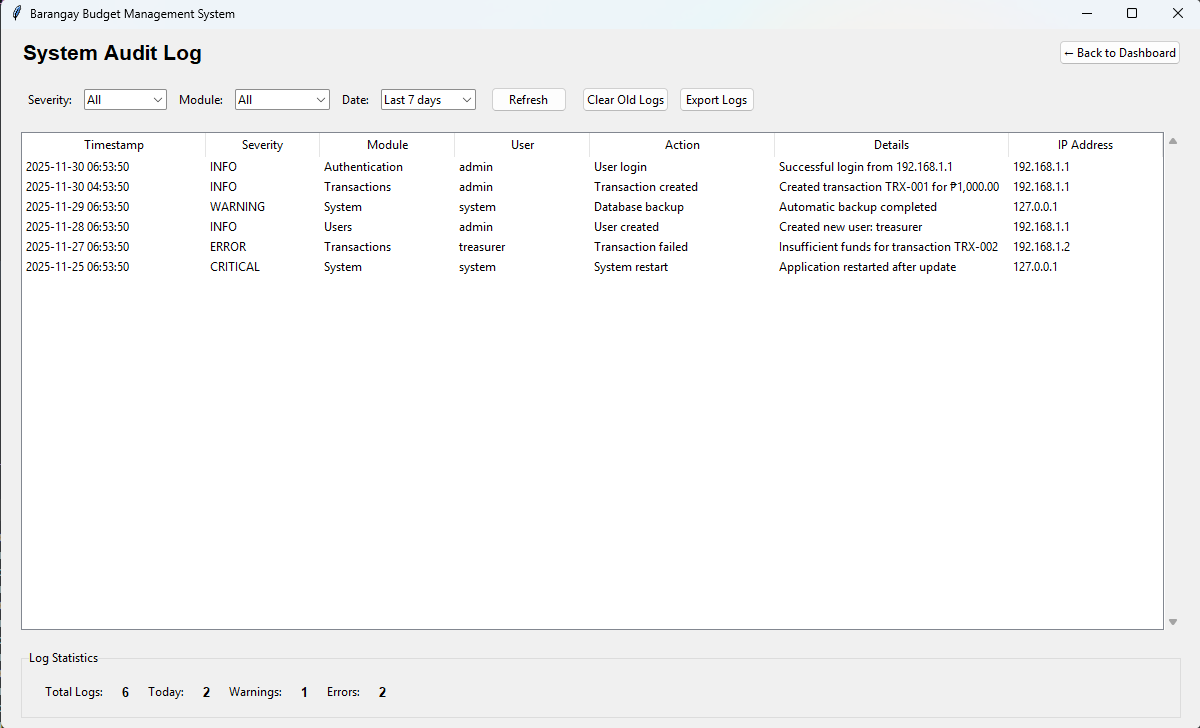 Barangay Budget Management System
System Audit Log
← Back to Dashboard
Severity: All Module: All Date: Last 7 days Refresh Clear Old Logs Export Logs
Timestamp Severity Module User Action Details IP Address
2025-11-30 06:53:50 INFO Authentication admin User login Successful login from 192.168.1.1 192.168.1.1
2025-11-30 04:53:50 INFO Transactions admin Transaction created Created transaction TRX-001 for ₱1,000.00 192.168.1.1
2025-11-29 06:53:50 WARNING System system Database backup Automatic backup completed 127.0.0.1
2025-11-28 06:53:50 INFO Users admin User created Created new user: treasurer 192.168.1.1
2025-11-27 06:53:50 ERROR Transactions treasurer Transaction failed Insufficient funds for transaction TRX-002 192.168.1.2
2025-11-25 06:53:50 CRITICAL System system System restart Application restarted after update 127.0.0.1
Log Statistics
Total Logs: 6 Today: 2 Warnings: 1 Errors: 2